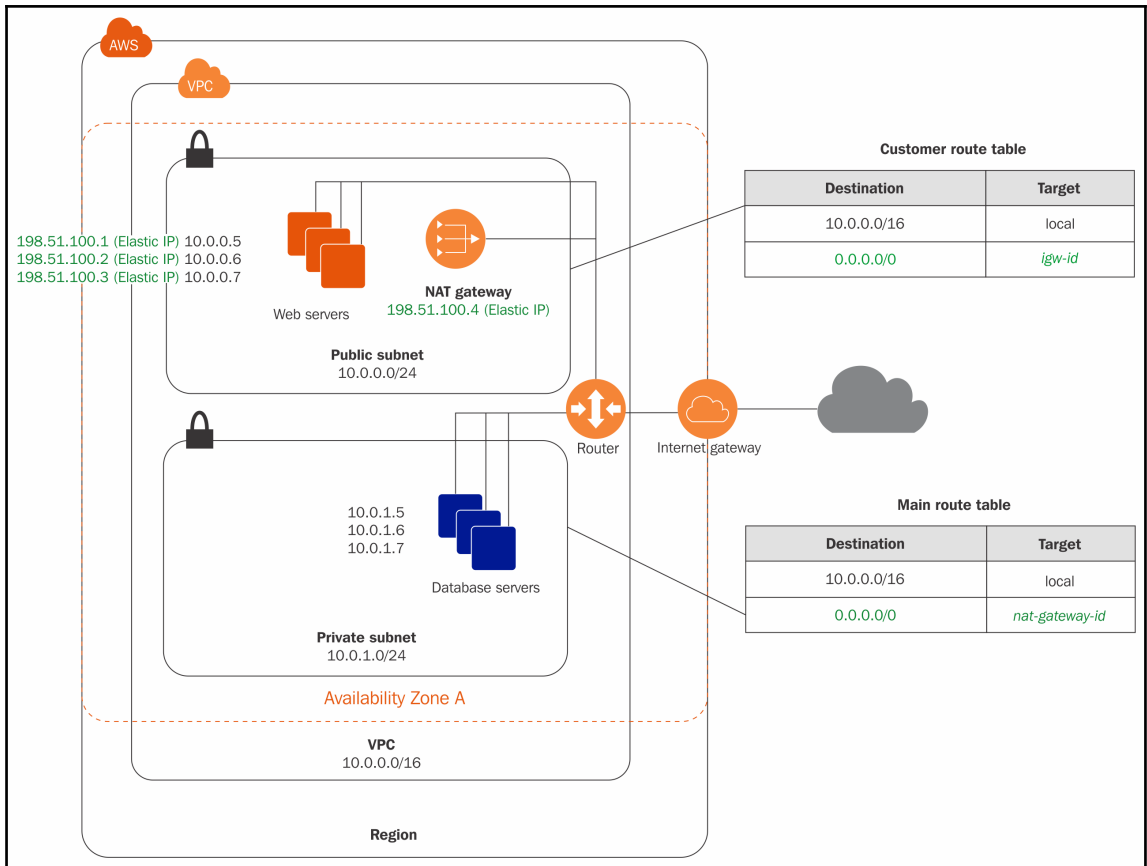 AWS
VPC
198.51.100.1 (Elastic IP) 10.0.0.5
198.51.100.2 (Elastic IP) 10.0.0.6
198.51.100.3 (Elastic IP) 10.0.0.7
Web servers
NAT gateway
198.51.100.4 (Elastic IP)
Public subnet
10.0.0.0/24
Customer route table
Destination Target
10.0.0.0/16 local
0.0.0.0/0 igw-id
Router
Internet gateway
10.0.1.5
10.0.1.6
10.0.1.7
Database servers
Private subnet
10.0.1.0/24
Main route table
Destination Target
10.0.0.0/16 local
0.0.0.0/0 nat-gateway-id
Availability Zone A
VPC
10.0.0.0/16
Region